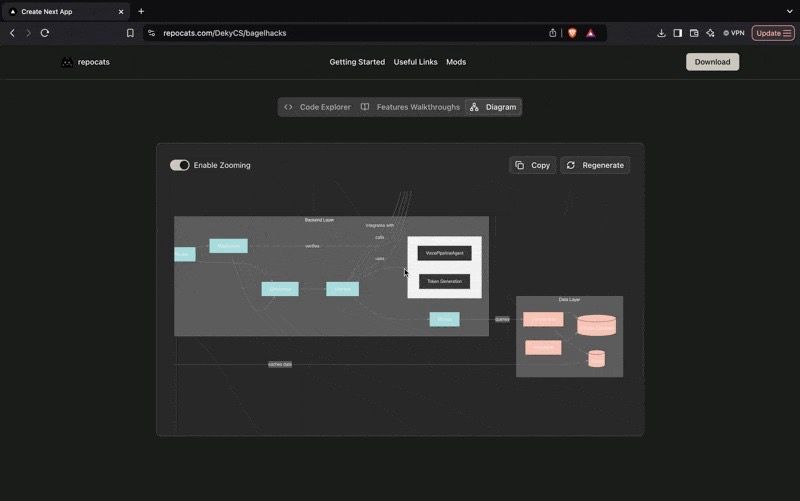 Create Next App
repocats.com/DekyCS/bagelhacks
VPN
Update
repocats
Getting Started
Useful Links
Mods
Download
Code Explorer
Features Walkthroughs
Diagram
Enable Zooming
Copy
Regenerate
Backend Layer
integrates with
calls
verifies
uses
VoicePipelineAgent
Token Generation
queries
Data Layer
caches data